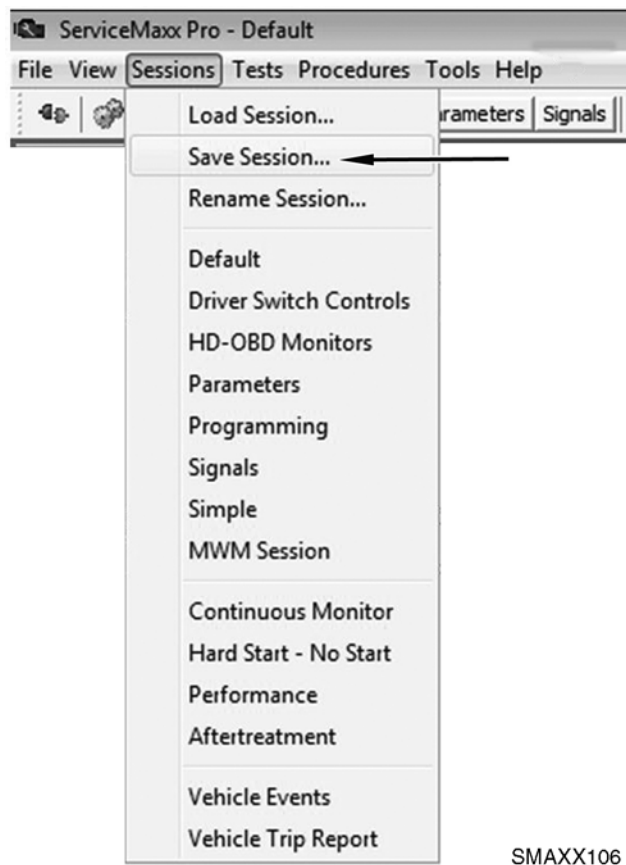 ServiceMaxx Pro - Default
File View Sessions Tests Procedures Tools Help
rameters Signals
Load Session...
Save Session...
Rename Session...
Default
Driver Switch Controls
HD-OBD Monitors
Parameters
Programming
Signals
Simple
MWM Session
Continuous Monitor
Hard Start - No Start
Performance
Aftertreatment
Vehicle Events
Vehicle Trip Report
SMAXX106